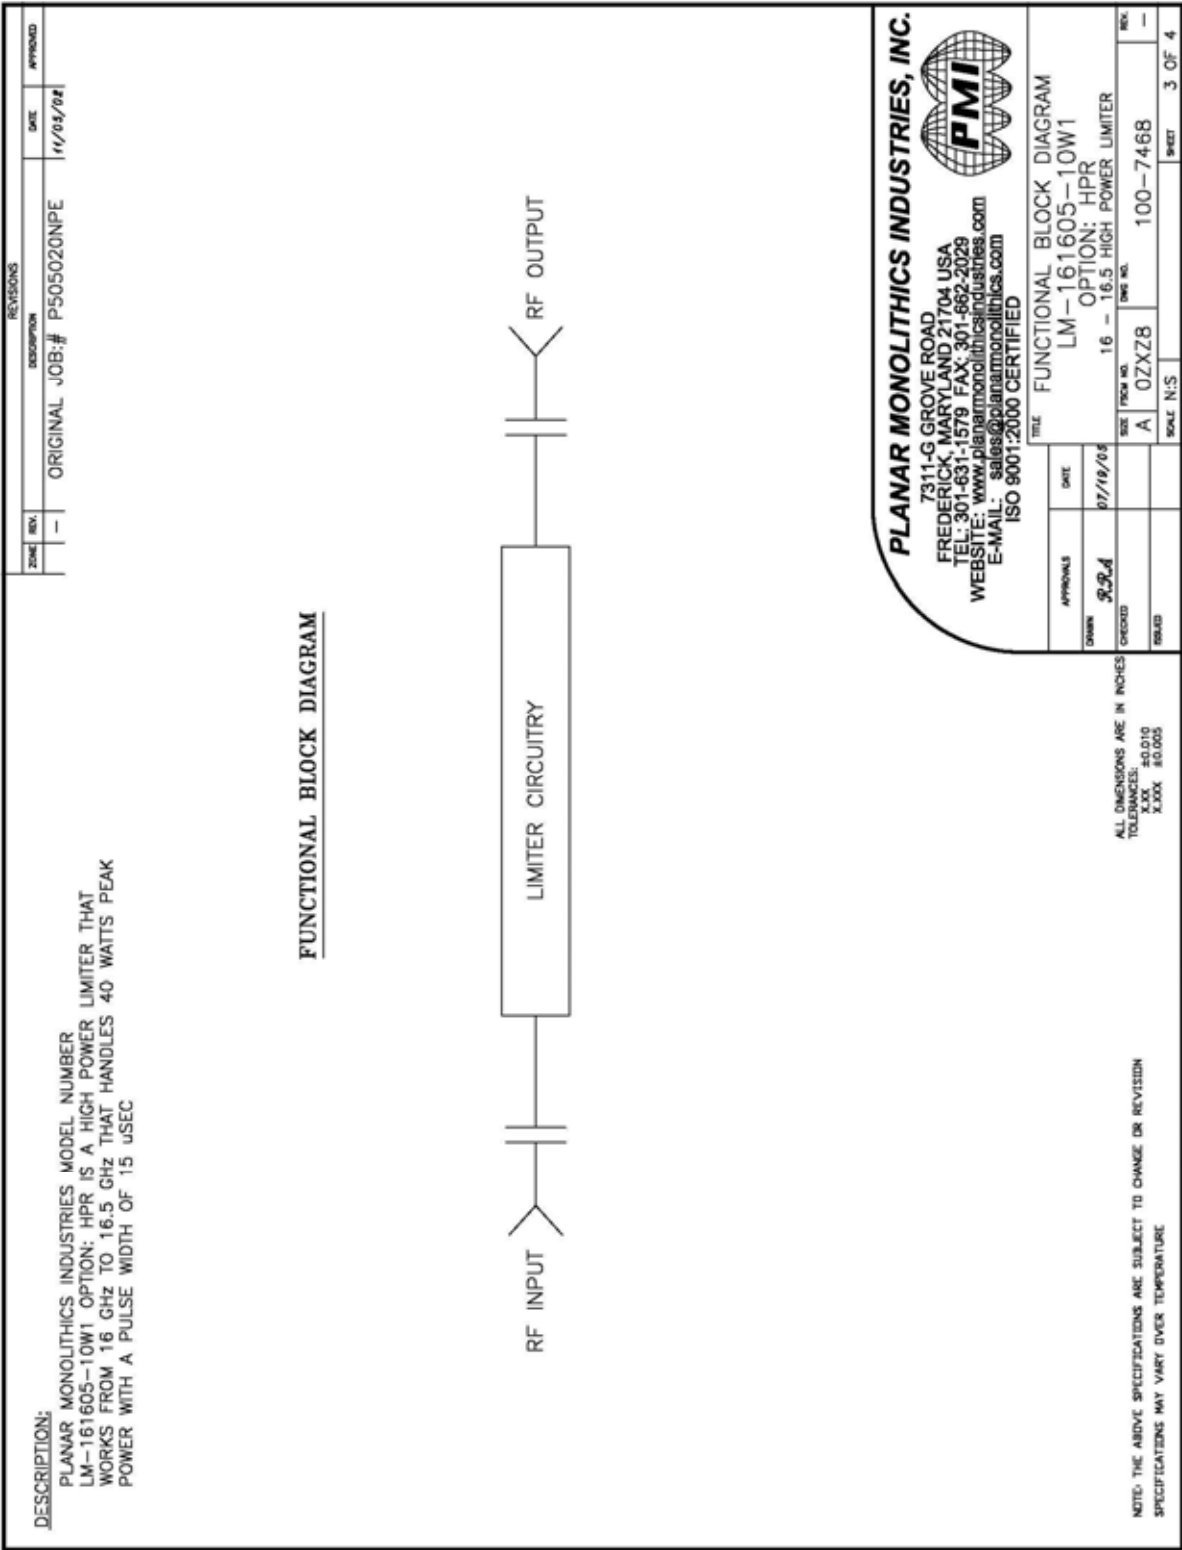 DESCRIPTION:
PLANAR MONOLITHICS INDUSTRIES MODEL NUMBER
LM-161605-10W1 OPTION: HPR IS A HIGH POWER LIMITER THAT
WORKS FROM 16 GHz TO 16.5 GHz THAT HANDLES 40 WATTS PEAK
POWER WITH A PULSE WIDTH OF 15 uSEC
REVISIONS
ZONE REV. DESCRIPTION DATE APPROVED
— ORIGINAL JOB:# P505020NPE 11/05/08
FUNCTIONAL BLOCK DIAGRAM
RF INPUT
LIMITER CIRCUITRY
RF OUTPUT
PLANAR MONOLITHICS INDUSTRIES, INC.
7311-G GROVE ROAD
FREDERICK, MARYLAND 21704 USA
TEL: 301-631-1579 FAX: 301-662-2029
WEBSITE: www.planarmonolithicsindustries.com
E-MAIL: sales@planarmonolithics.com
ISO 9001:2000 CERTIFIED
PMI
APPROVALS DATE
DRAWN RRA 07/19/05
CHECKED
ISSUED
TITLE FUNCTIONAL BLOCK DIAGRAM
LM-161605-10W1
OPTION: HPR
16 - 16.5 HIGH POWER LIMITER
SIZE A
FSCM NO. 0ZXZ8
DWG NO. 100-7468
REV. —
SCALE N:S
SHEET 3 OF 4
ALL DIMENSIONS ARE IN INCHES
TOLERANCES:
X.XX ±0.010
X.XXX ±0.005
NOTE: THE ABOVE SPECIFICATIONS ARE SUBJECT TO CHANGE OR REVISION
SPECIFICATIONS MAY VARY OVER TEMPERATURE